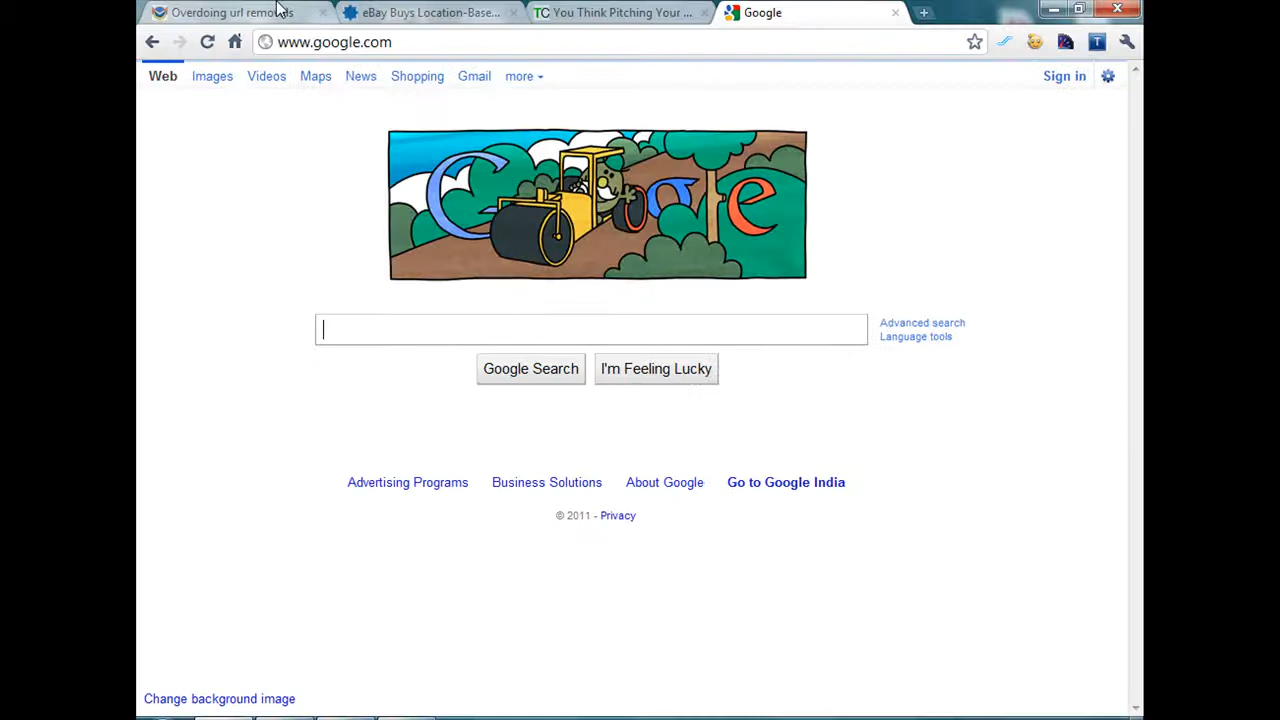 Overdoing url removals eBay Buys Location-Base... You Think Pitching Your ... Google
www.google.com
Web Images Videos Maps News Shopping Gmail more Sign in
Google
Advanced search
Language tools
Google Search I'm Feeling Lucky
Advertising Programs Business Solutions About Google Go to Google India
© 2011 - Privacy
Change background image